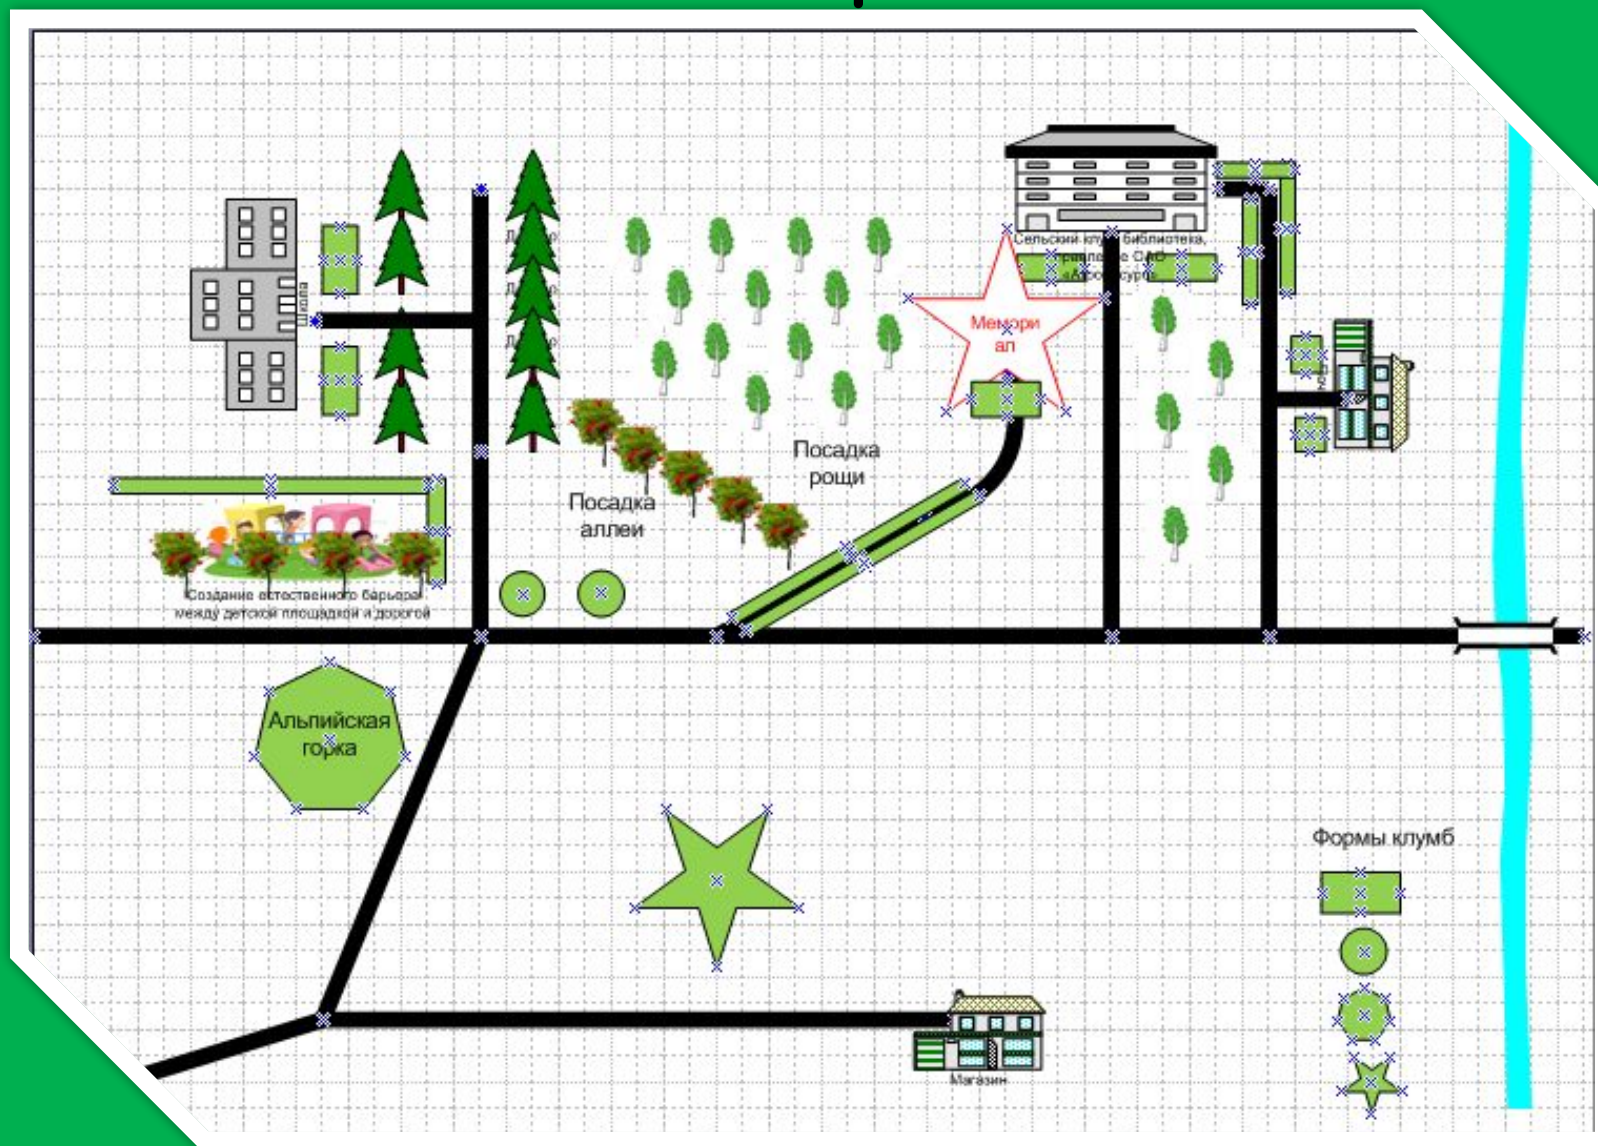 Школа
Сельский клуб, библиотека,
Мемори
ал
Посадка
рощи
Посадка
аллеи
Создание естественного барьера
между детской площадкой и дорогой
Альпийская
горка
Формы клумб
Магазин